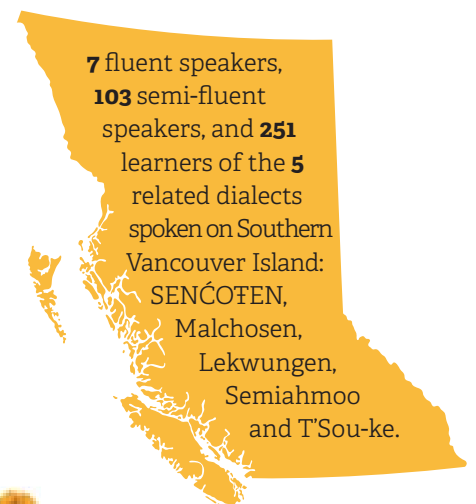 7 fluent speakers,
103 semi-fluent
speakers, and 251
learners of the 5
related dialects
spoken on Southern
Vancouver Island:
SENĆOŦEN,
Malchosen,
Lekwungen,
Semiahmoo
and T'Sou-ke.